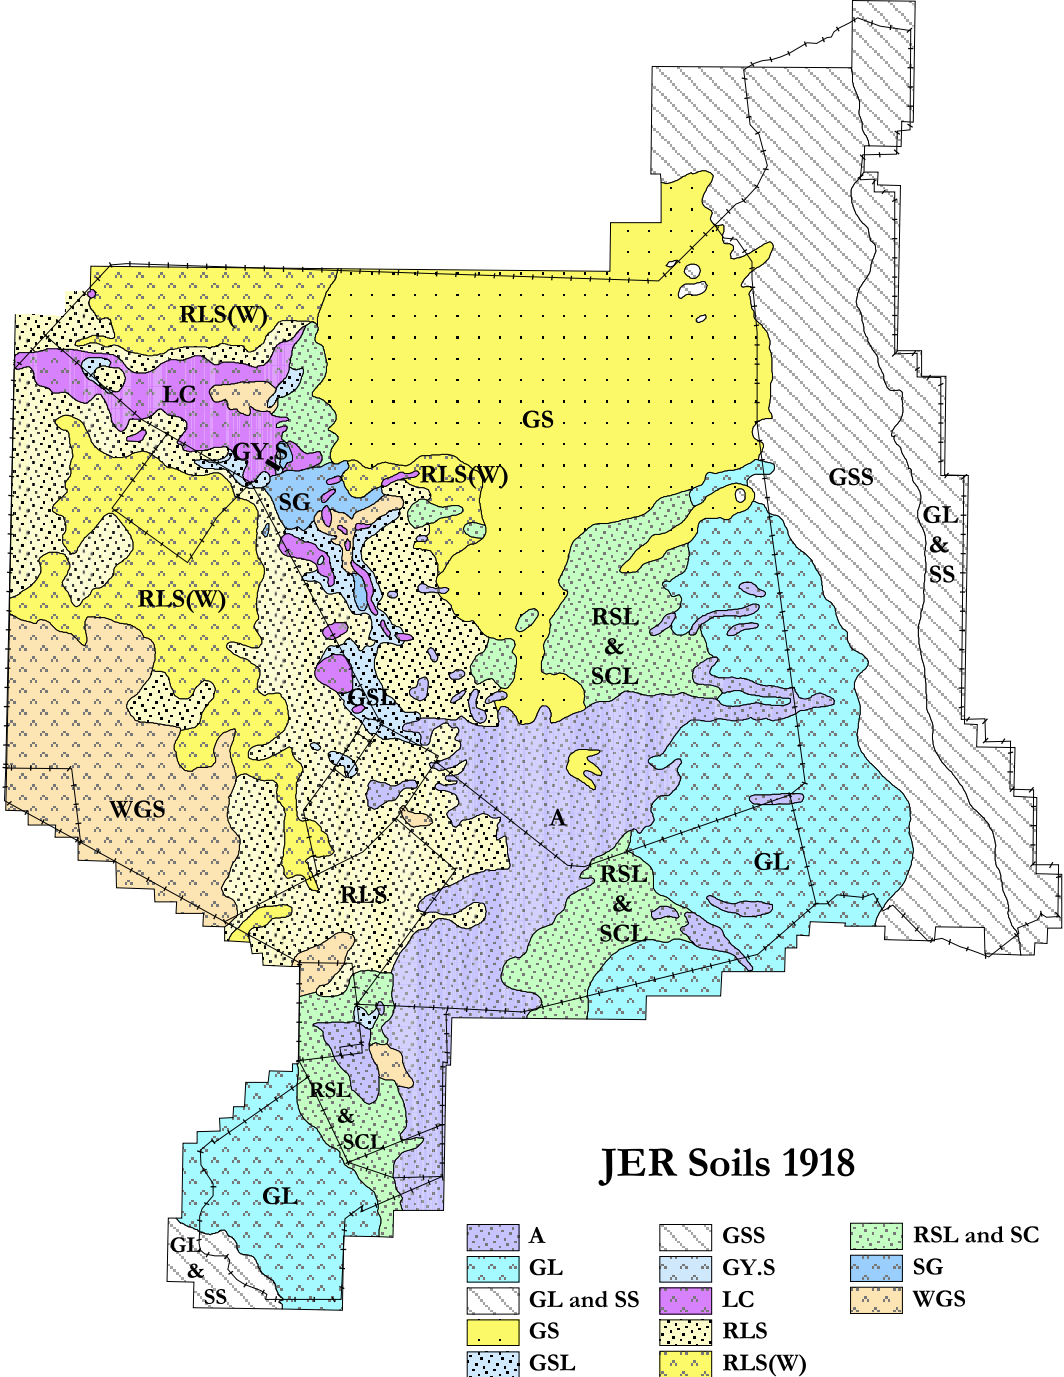 RLS(W)
LC
GS
GY.S
RLS(W)
GSS
SG
GL
&
SS
RLS(W)
RSL
&
SCL
GSL
WGS
A
GL
RSL
&
SCL
RLS
RSL
&
SCL
GL
GL
&
SS
JER Soils 1918
A
GL
GL and SS
GS
GSL
GSS
GY.S
LC
RLS
RLS(W)
RSL and SC
SG
WGS